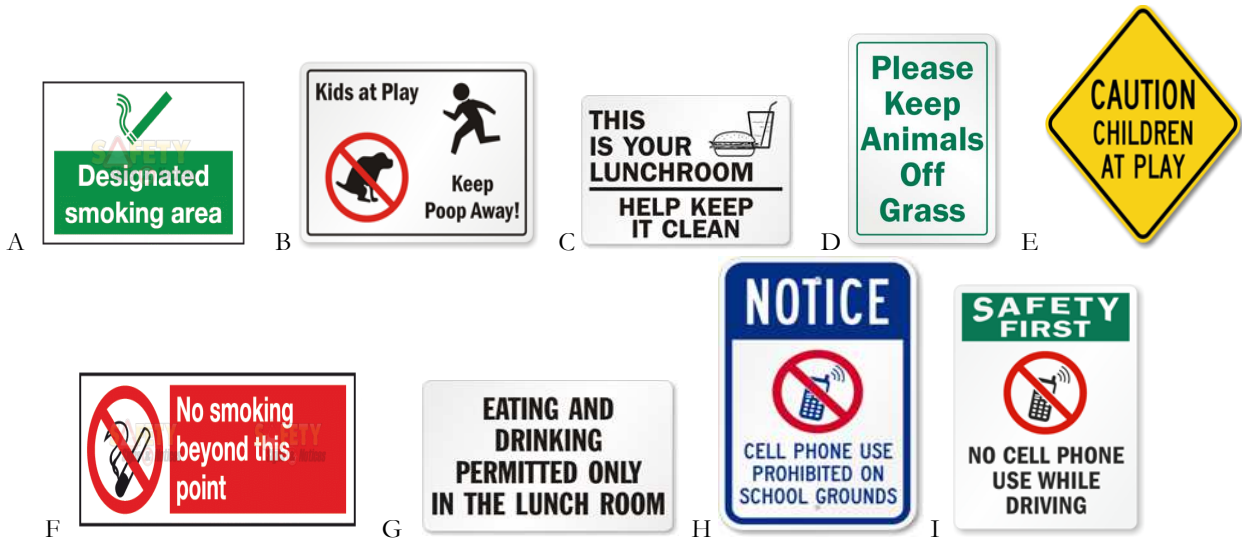 Designated
smoking area
A
Kids at Play
Keep
Poop Away!
B
THIS
IS YOUR
LUNCHROOM
HELP KEEP
IT CLEAN
C
Please
Keep
Animals
Off
Grass
D
CAUTION
CHILDREN
AT PLAY
E
No smoking
beyond this
point
F
EATING AND
DRINKING
PERMITTED ONLY
IN THE LUNCH ROOM
G
NOTICE
CELL PHONE USE
PROHIBITED ON
SCHOOL GROUNDS
H
SAFETY
FIRST
NO CELL PHONE
USE WHILE
DRIVING
I